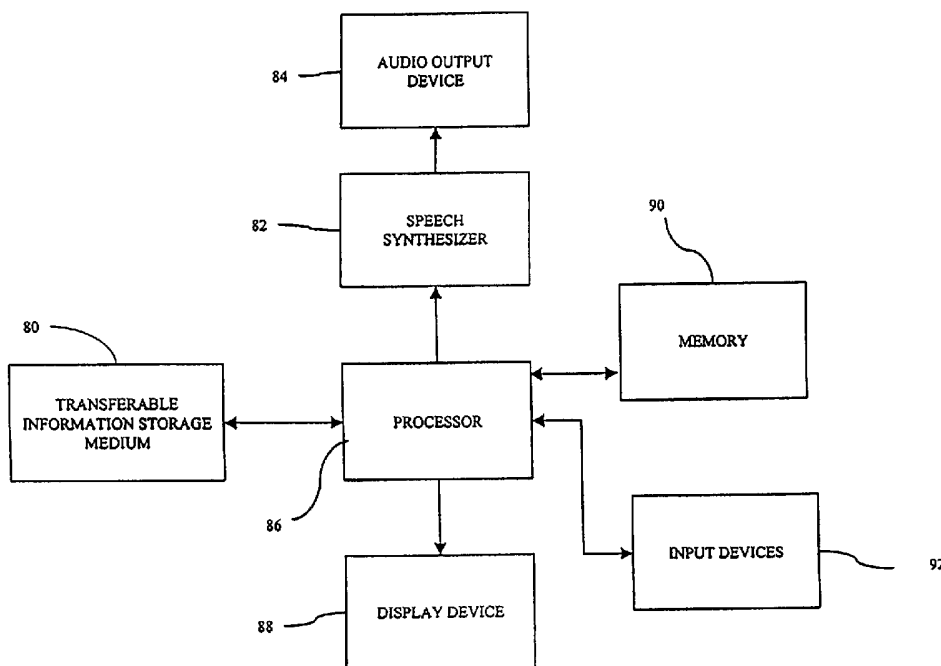 84
AUDIO OUTPUT
DEVICE
82
SPEECH
SYNTHESIZER
90
MEMORY
80
TRANSFERABLE
INFORMATION STORAGE
MEDIUM
PROCESSOR
86
INPUT DEVICES
92
88
DISPLAY DEVICE